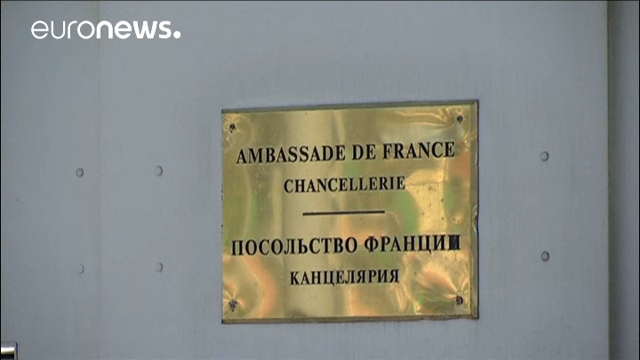 euronews.
AMBASSADE DE FRANCE
CHANCELLERIE
ПОСОЛЬСТВО ФРАНЦИИ
КАНЦЕЛЯРИЯ